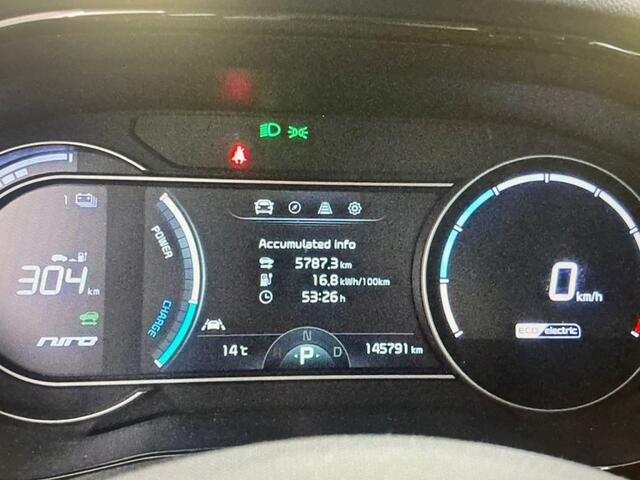 1
304 km
NIRO
POWER
CHARGE
Accumulated info
5787.3 km
16.8 kWh/100km
53:26 h
N
R P D
14°C
145791 km
0 km/h
ECO electric